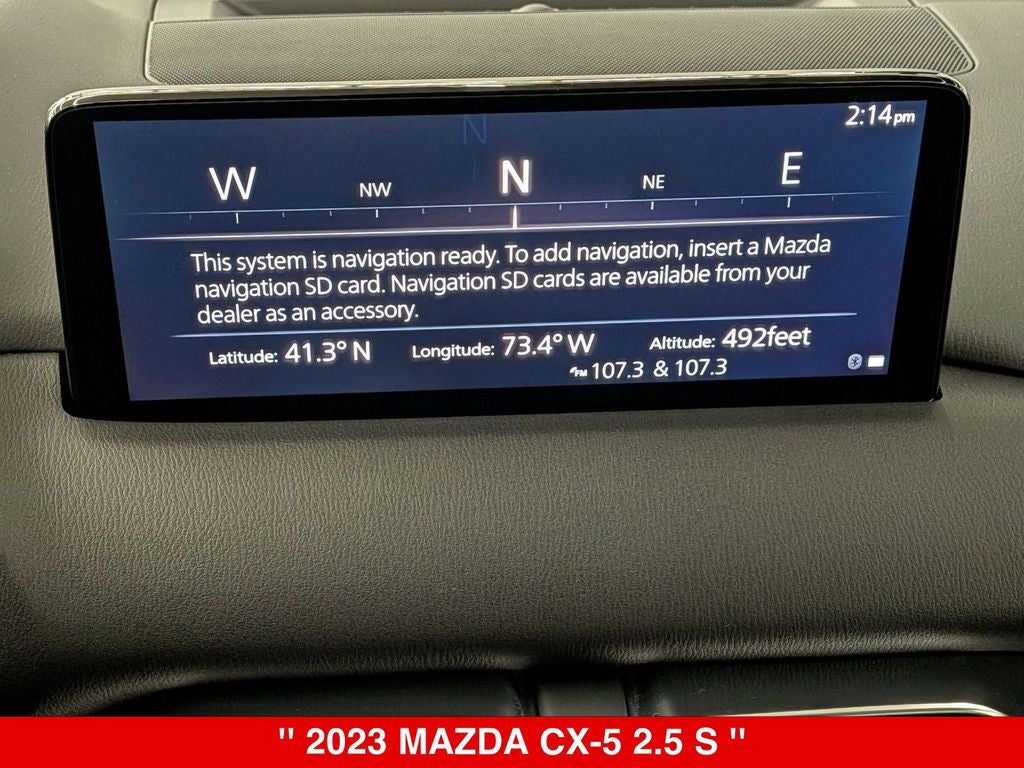 2:14pm
W NW N NE E
This system is navigation ready. To add navigation, insert a Mazda
navigation SD card. Navigation SD cards are available from your
dealer as an accessory.
Latitude: 41.3° N Longitude: 73.4° W Altitude: 492feet
FM 107.3 & 107.3
" 2023 MAZDA CX-5 2.5 S "